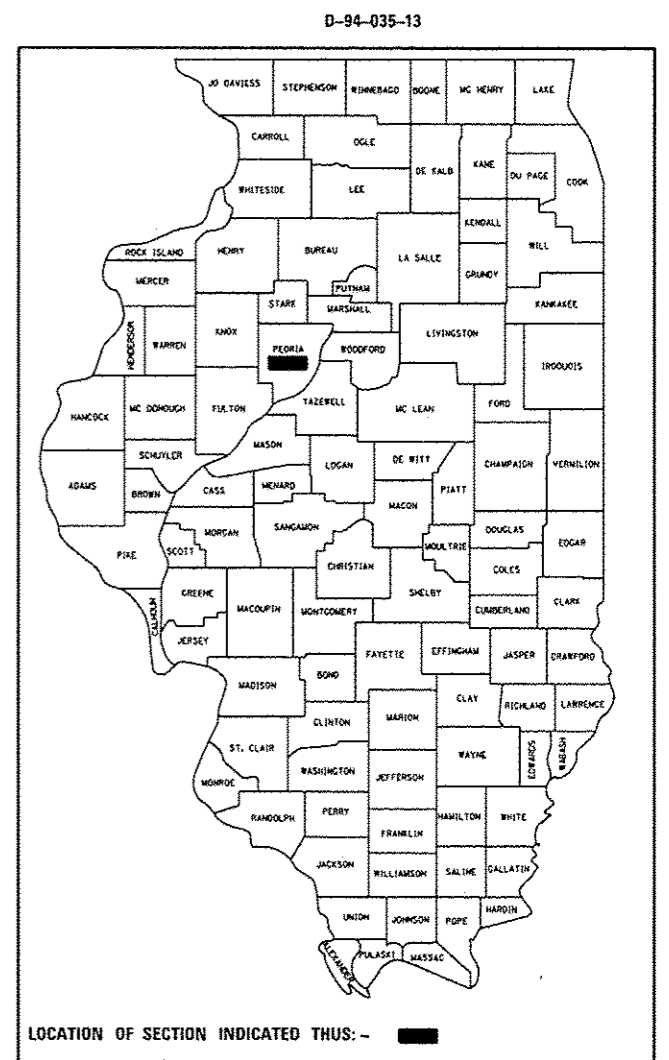 D-94-035-13
JO DAVIESS STEPHENSON WINNEBAGO BOONE MC HENRY LAKE
CARROLL OGLE
DE KALB KANE DU PAGE COOK
WHITESIDE LEE
KENDALL
ROCK ISLAND HENRY BUREAU LA SALLE GRUNDY WILL
MERCER PUTNAM
STARK MARSHALL KANKAKEE
HENDERSON WARREN KNOX PEORIA WOODFORD LIVINGSTON
IROQUOIS
HANCOCK MC DONOUGH FULTON TAZEWELL MC LEAN FORD
MASON
SCHUYLER LOGAN DE WITT CHAMPAIGN VERMILION
ADAMS BROWN CASS MENARD PIATT
MACON
PIKE SCOTT MORGAN SANGAMON MOULTRIE DOUGLAS EDGAR
CHRISTIAN COLES
CALHOUN GREENE MACOUPIN MONTGOMERY SHELBY CUMBERLAND CLARK
JERSEY
FAYETTE EFFINGHAM JASPER CRAWFORD
MADISON BOND
CLAY RICHLAND LAWRENCE
CLINTON MARION
ST. CLAIR WAYNE EDWARDS WABASH
WASHINGTON JEFFERSON
MONROE
RANDOLPH PERRY HAMILTON WHITE
FRANKLIN
JACKSON WILLIAMSON SALINE GALLATIN
UNION JOHNSON POPE HARDIN
ALEXANDER PULASKI MASSAC
LOCATION OF SECTION INDICATED THUS: -